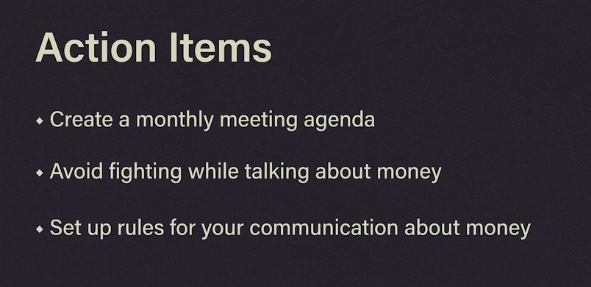 Action Items
• Create a monthly meeting agenda
• Avoid fighting while talking about money
• Set up rules for your communication about money